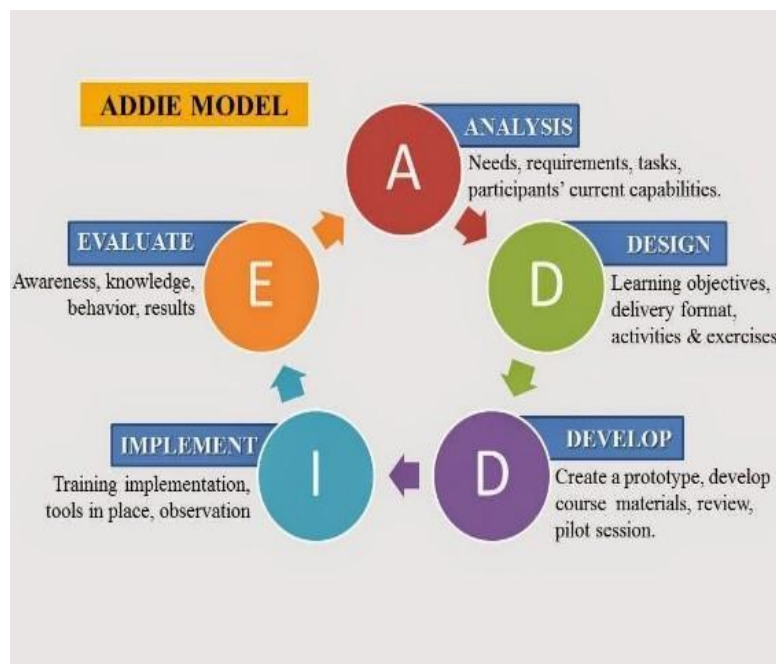 ADDIE MODEL
A
ANALYSIS
Needs, requirements, tasks,
participants’ current capabilities.
D
DESIGN
Learning objectives,
delivery format,
activities & exercises
D
DEVELOP
Create a prototype, develop
course materials, review,
pilot session.
I
IMPLEMENT
Training implementation,
tools in place, observation
E
EVALUATE
Awareness, knowledge,
behavior, results